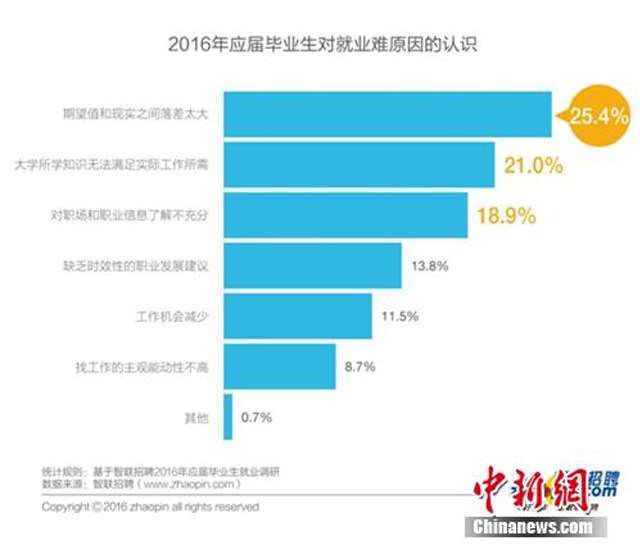 2016年应届毕业生对就业难原因的认识
期望值和现实之间落差太大
25.4%
大学所学知识无法满足实际工作所需
21.0%
对职场和职业信息了解不充分
18.9%
缺乏时效性的职业发展建议
13.8%
工作机会减少
11.5%
找工作的主观能动性不高
8.7%
其他
0.7%
统计规则：基于智联招聘2016年应届毕业生就业调研
数据来源：智联招聘（www.zhaopin.com）
Copyright ©2016 zhaopin all rights reserved
中新網
招聘
.com
Chinanews.com